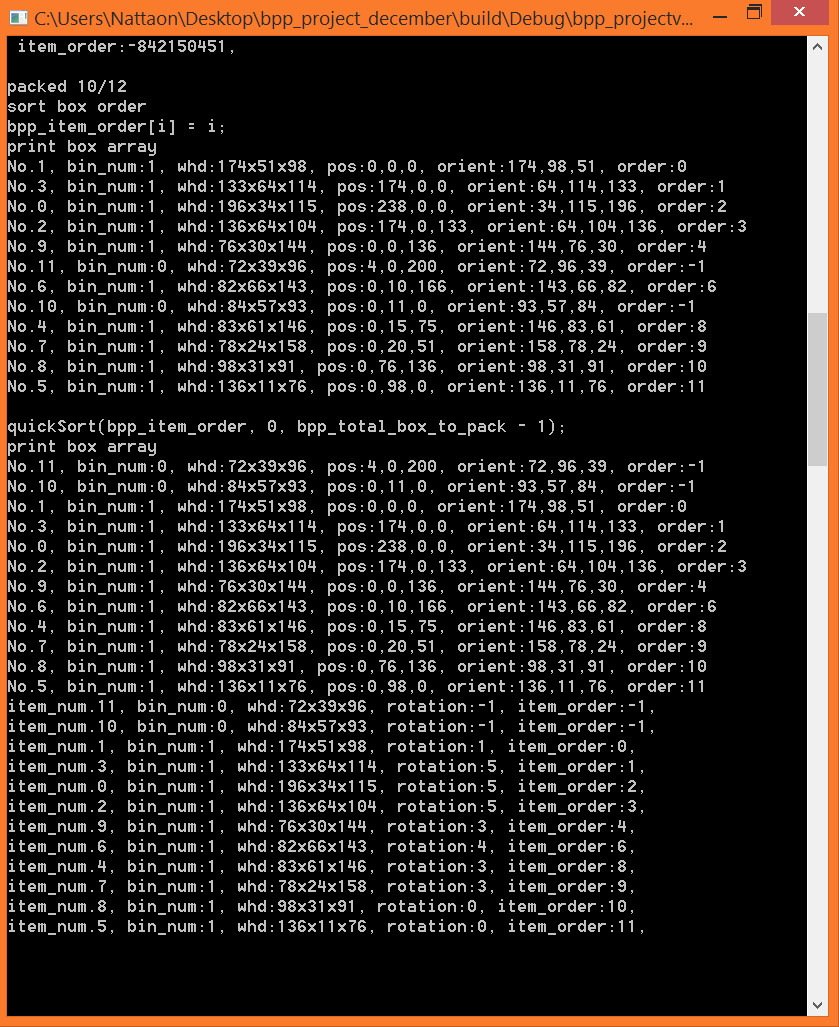 C:\Users\Nattaon\Desktop\bpp_project_december\build\Debug\bpp_projectv...
item_order:-842150451,
packed 10/12
sort box order
bpp_item_order[i] = i;
print box array
No.1, bin_num:1, whd:174x51x98, pos:0,0,0, orient:174,98,51, order:0
No.3, bin_num:1, whd:133x64x114, pos:174,0,0, orient:64,114,133, order:1
No.0, bin_num:1, whd:196x34x115, pos:238,0,0, orient:34,115,196, order:2
No.2, bin_num:1, whd:136x64x104, pos:174,0,133, orient:64,104,136, order:3
No.9, bin_num:1, whd:76x30x144, pos:0,0,136, orient:144,76,30, order:4
No.11, bin_num:0, whd:72x39x96, pos:4,0,200, orient:72,96,39, order:-1
No.6, bin_num:1, whd:82x66x143, pos:0,10,166, orient:143,66,82, order:6
No.10, bin_num:0, whd:84x57x93, pos:0,11,0, orient:93,57,84, order:-1
No.4, bin_num:1, whd:83x61x146, pos:0,15,75, orient:146,83,61, order:8
No.7, bin_num:1, whd:78x24x158, pos:0,20,51, orient:158,78,24, order:9
No.8, bin_num:1, whd:98x31x91, pos:0,76,136, orient:98,31,91, order:10
No.5, bin_num:1, whd:136x11x76, pos:0,98,0, orient:136,11,76, order:11
quickSort(bpp_item_order, 0, bpp_total_box_to_pack - 1);
print box array
No.11, bin_num:0, whd:72x39x96, pos:4,0,200, orient:72,96,39, order:-1
No.10, bin_num:0, whd:84x57x93, pos:0,11,0, orient:93,57,84, order:-1
No.1, bin_num:1, whd:174x51x98, pos:0,0,0, orient:174,98,51, order:0
No.3, bin_num:1, whd:133x64x114, pos:174,0,0, orient:64,114,133, order:1
No.0, bin_num:1, whd:196x34x115, pos:238,0,0, orient:34,115,196, order:2
No.2, bin_num:1, whd:136x64x104, pos:174,0,133, orient:64,104,136, order:3
No.9, bin_num:1, whd:76x30x144, pos:0,0,136, orient:144,76,30, order:4
No.6, bin_num:1, whd:82x66x143, pos:0,10,166, orient:143,66,82, order:6
No.4, bin_num:1, whd:83x61x146, pos:0,15,75, orient:146,83,61, order:8
No.7, bin_num:1, whd:78x24x158, pos:0,20,51, orient:158,78,24, order:9
No.8, bin_num:1, whd:98x31x91, pos:0,76,136, orient:98,31,91, order:10
No.5, bin_num:1, whd:136x11x76, pos:0,98,0, orient:136,11,76, order:11
item_num.11, bin_num:0, whd:72x39x96, rotation:-1, item_order:-1,
item_num.10, bin_num:0, whd:84x57x93, rotation:-1, item_order:-1,
item_num.1, bin_num:1, whd:174x51x98, rotation:1, item_order:0,
item_num.3, bin_num:1, whd:133x64x114, rotation:5, item_order:1,
item_num.0, bin_num:1, whd:196x34x115, rotation:5, item_order:2,
item_num.2, bin_num:1, whd:136x64x104, rotation:5, item_order:3,
item_num.9, bin_num:1, whd:76x30x144, rotation:3, item_order:4,
item_num.6, bin_num:1, whd:82x66x143, rotation:4, item_order:6,
item_num.4, bin_num:1, whd:83x61x146, rotation:3, item_order:8,
item_num.7, bin_num:1, whd:78x24x158, rotation:3, item_order:9,
item_num.8, bin_num:1, whd:98x31x91, rotation:0, item_order:10,
item_num.5, bin_num:1, whd:136x11x76, rotation:0, item_order:11,